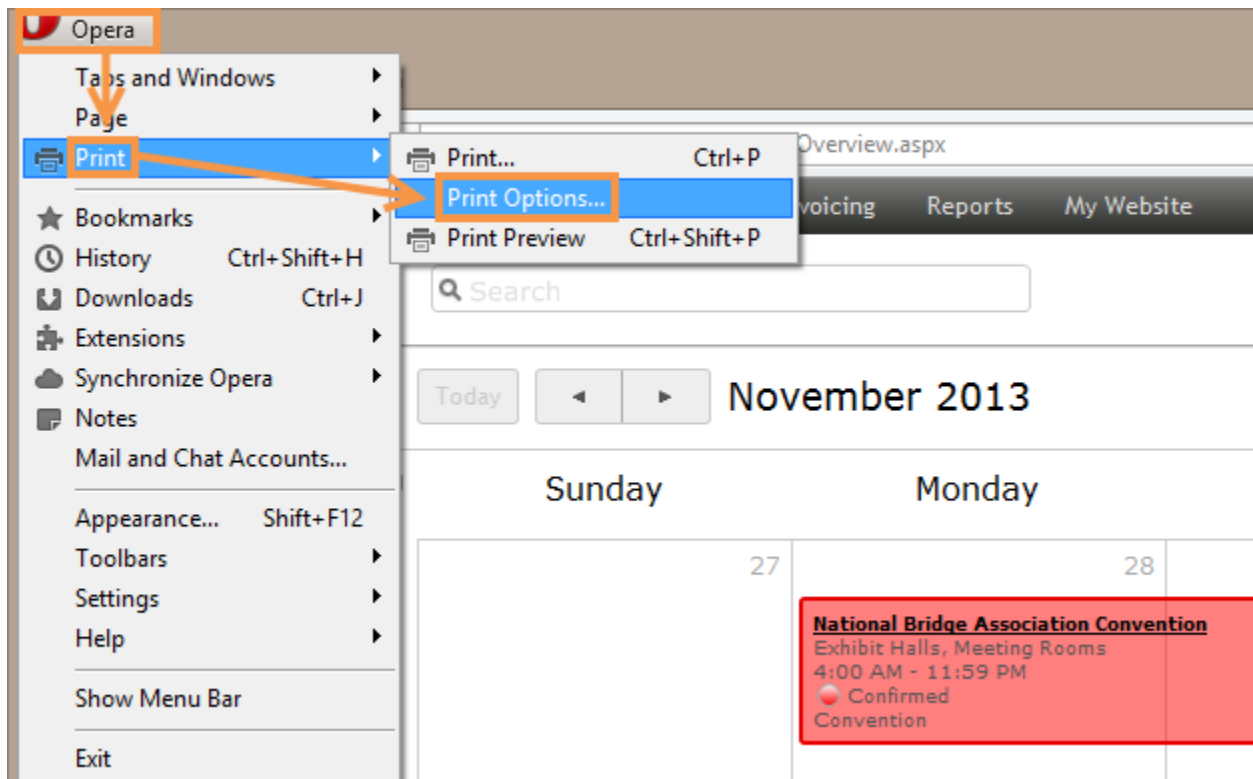 Opera
Tabs and Windows
Page
Print
Bookmarks
History Ctrl+Shift+H
Downloads Ctrl+J
Extensions
Synchronize Opera
Notes
Mail and Chat Accounts...
Appearance... Shift+F12
Toolbars
Settings
Help
Show Menu Bar
Exit
Print... Ctrl+P
Print Options...
Print Preview Ctrl+Shift+P
Overview.aspx
voicing Reports My Website
Search
Today November 2013
Sunday Monday
27 28
National Bridge Association Convention
Exhibit Halls, Meeting Rooms
4:00 AM - 11:59 PM
Confirmed
Convention